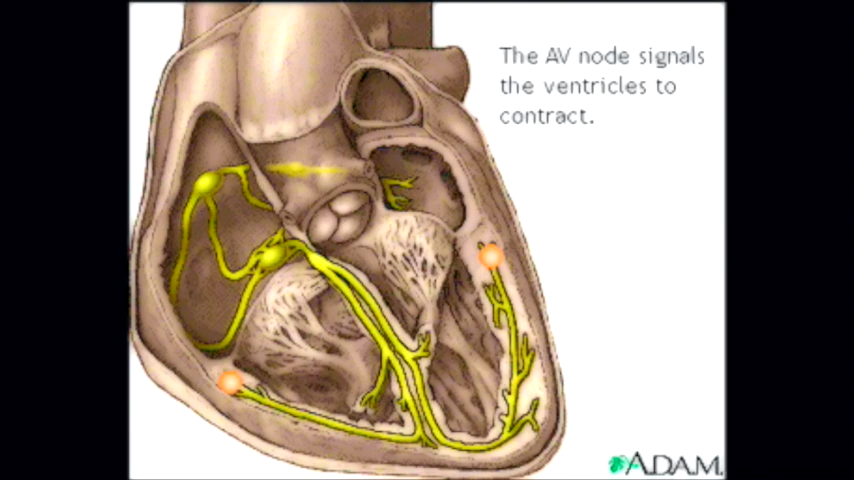 The AV node signals
the ventricles to
contract.
A.D.A.M.